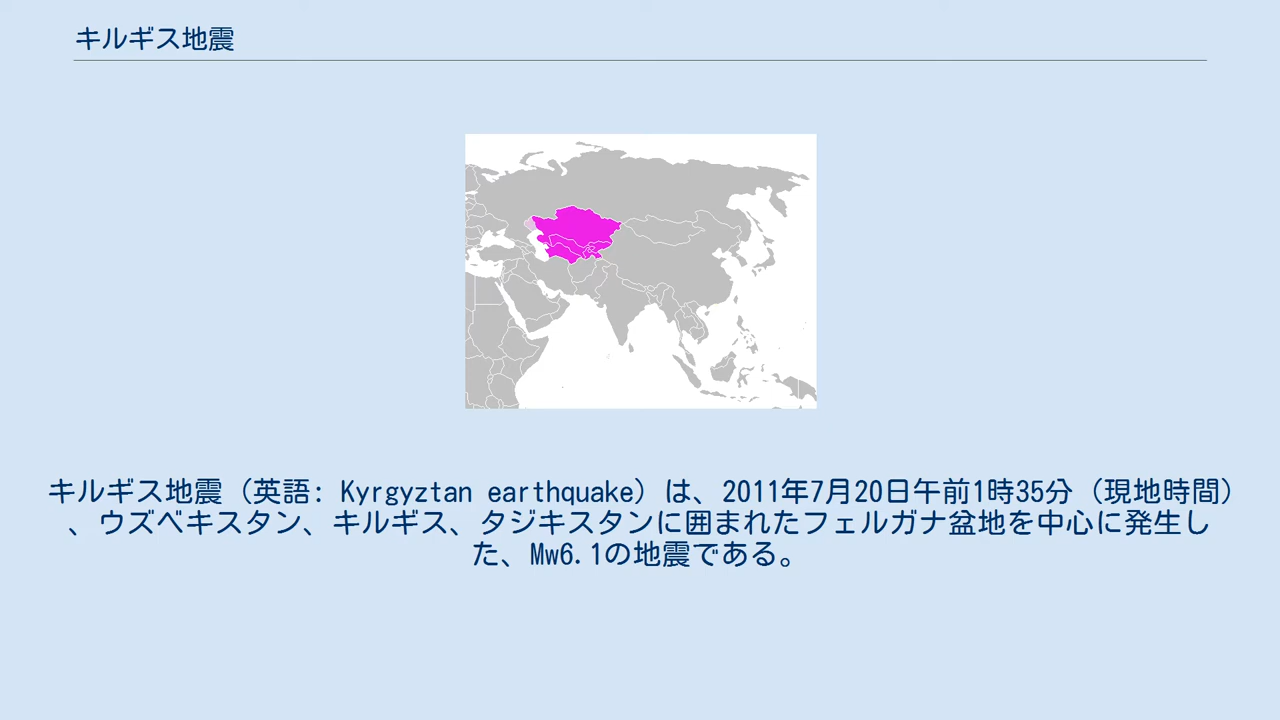 キルギス地震
キルギス地震（英語: Kyrgyztan earthquake）は、2011年7月20日午前1時35分（現地時間）
、ウズベキスタン、キルギス、タジキスタンに囲まれたフェルガナ盆地を中心に発生し
た、Mw6.1の地震である。